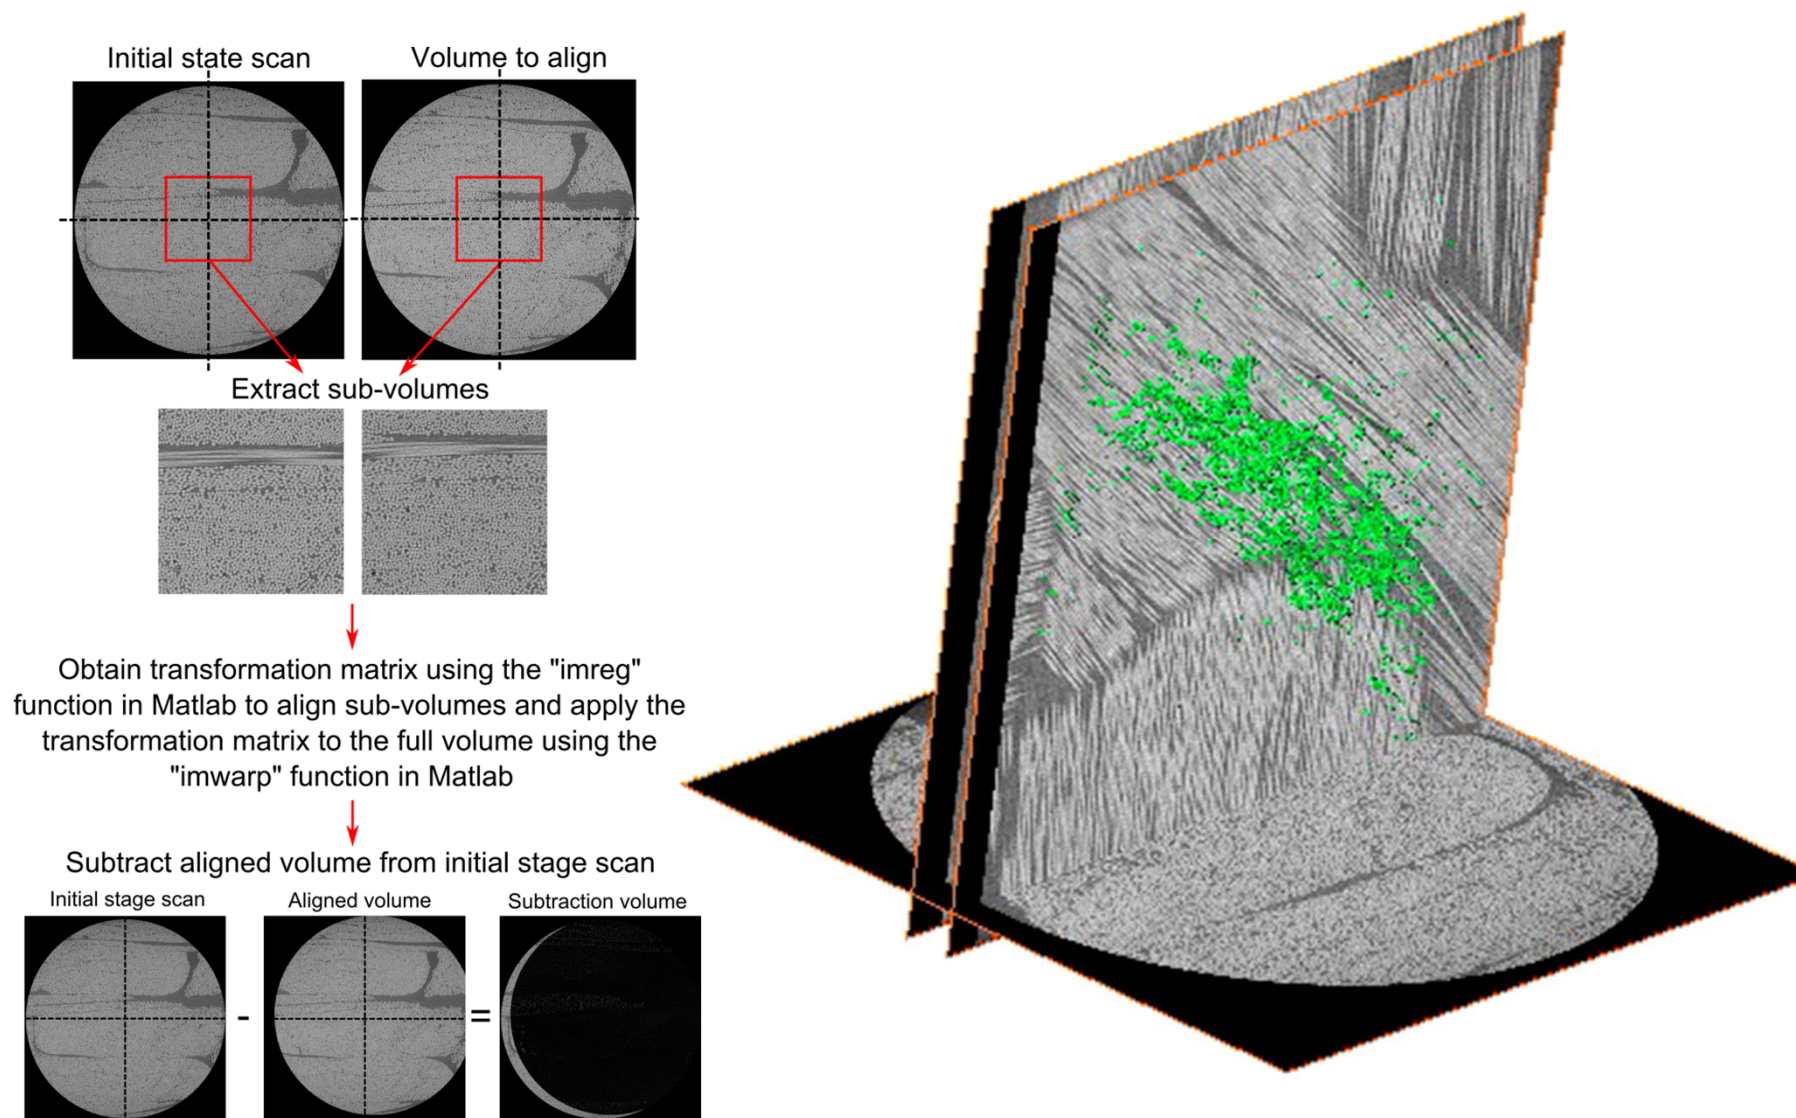 Initial state scan
Volume to align
Extract sub-volumes
Obtain transformation matrix using the "imreg"
function in Matlab to align sub-volumes and apply the
transformation matrix to the full volume using the
"imwarp" function in Matlab
Subtract aligned volume from initial stage scan
Initial stage scan
Aligned volume
Subtraction volume
- =